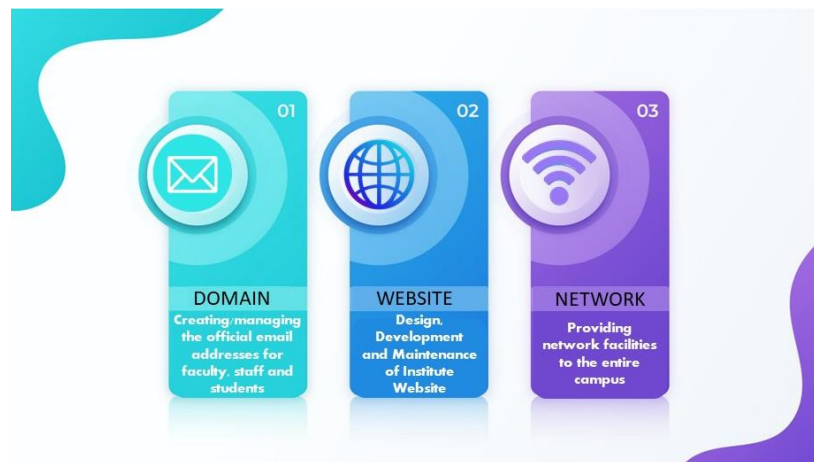 01
DOMAIN
Creating/managing
the official email
addresses for
faculty, staff and
students
02
WEBSITE
Design,
Development
and Maintenance
of Institute
Website
03
NETWORK
Providing
network facilities
to the entire
campus